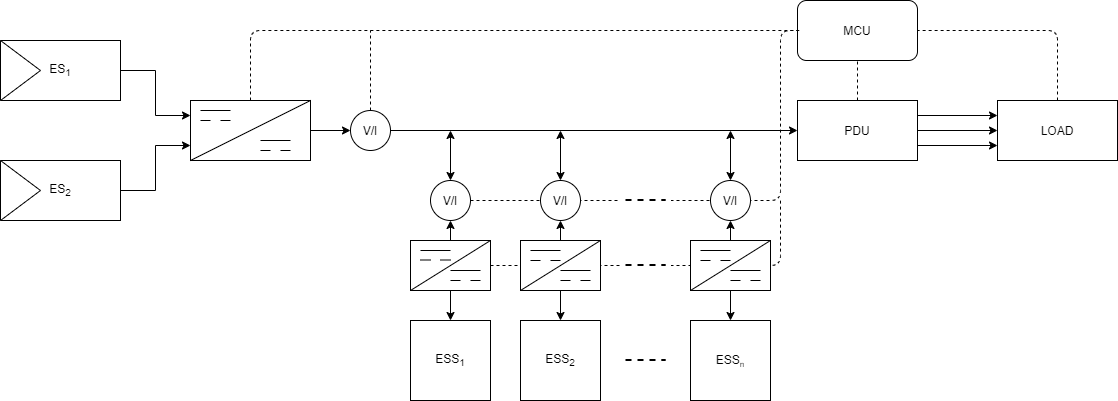 MCU
ES1
V/I
PDU
LOAD
ES2
V/I
V/I
V/I
ESS1
ESS2
ESSn